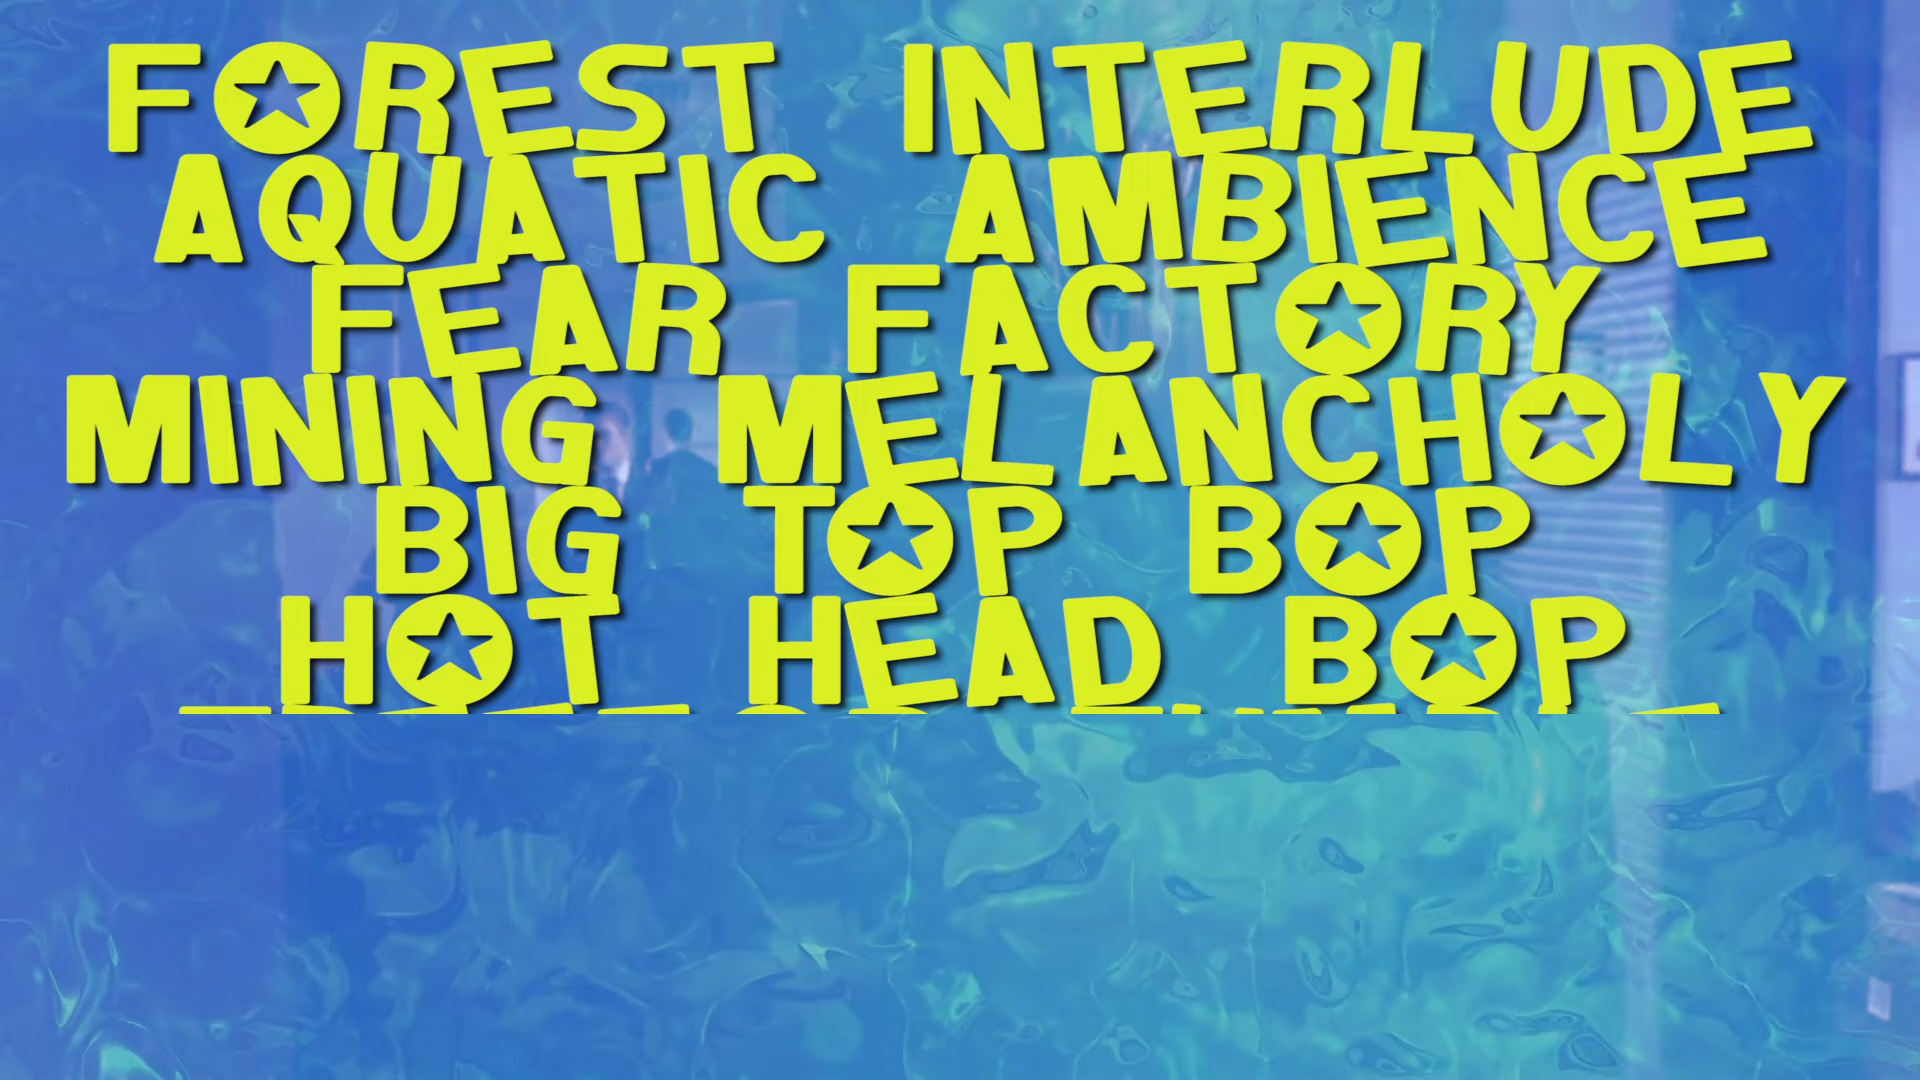 FOREST INTERLUDE
AQUATIC AMBIENCE
FEAR FACTORY
MINING MELANCHOLY
BIG TOP BOP
HOT HEAD BOP